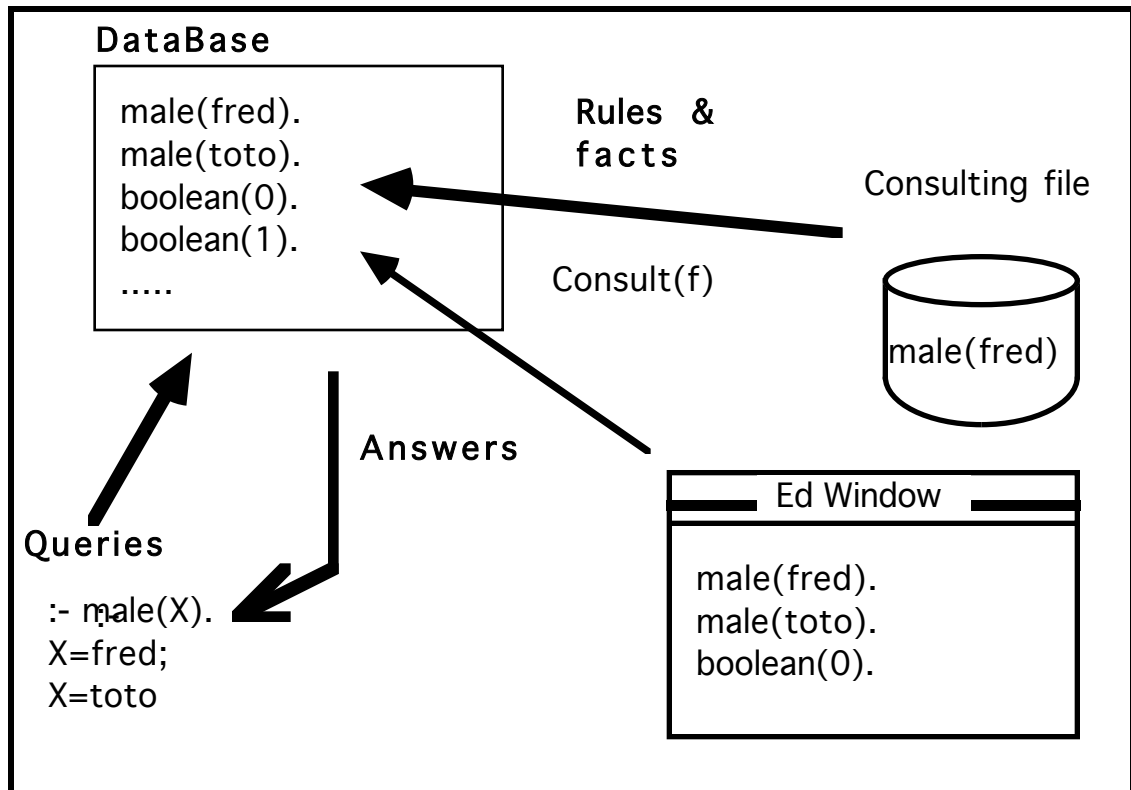 DataBase
male(fred).
male(toto).
boolean(0).
boolean(1).
.....
Rules &
facts
Consulting file
Consult(f)
male(fred)
Answers
Ed Window
male(fred).
male(toto).
boolean(0).
Queries
:- male(X).
X=fred;
X=toto